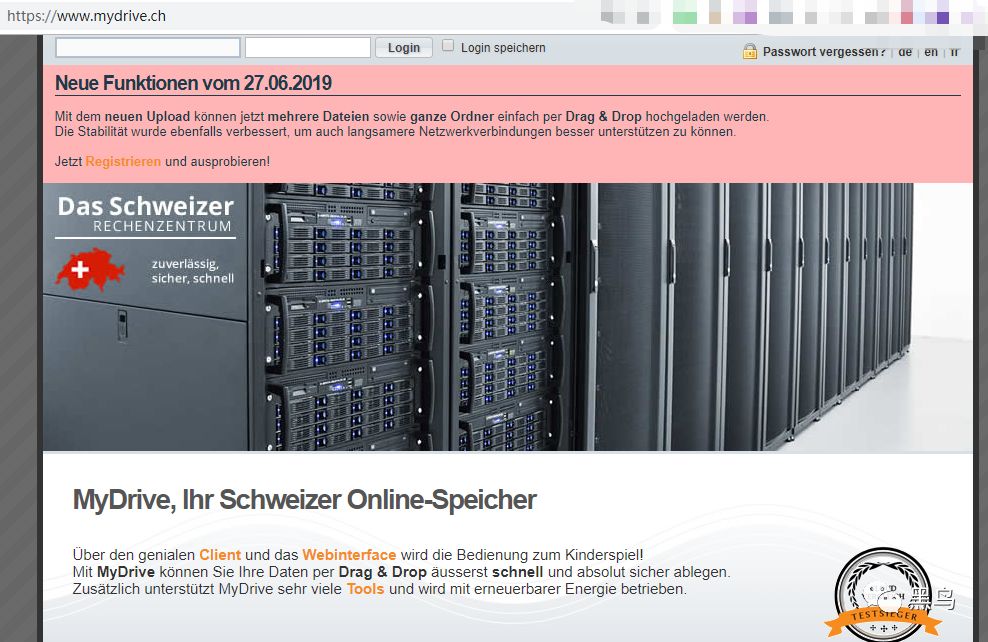 https://www.mydrive.ch
Login Login speichern Passwort vergessen? | de | en | fr
Neue Funktionen vom 27.06.2019
Mit dem neuen Upload können jetzt mehrere Dateien sowie ganze Ordner einfach per Drag & Drop hochgeladen werden.
Die Stabilität wurde ebenfalls verbessert, um auch langsamere Netzwerkverbindungen besser unterstützen zu können.
Jetzt Registrieren und ausprobieren!
Das Schweizer
RECHENZENTRUM
zuverlässig,
sicher, schnell
MyDrive, Ihr Schweizer Online-Speicher
Über den genialen Client und das Webinterface wird die Bedienung zum Kinderspiel!
Mit MyDrive können Sie Ihre Daten per Drag & Drop äusserst schnell und absolut sicher ablegen.
Zusätzlich unterstützt MyDrive sehr viele Tools und wird mit erneuerbarer Energie betrieben.
TESTSIEGER
黑鸟